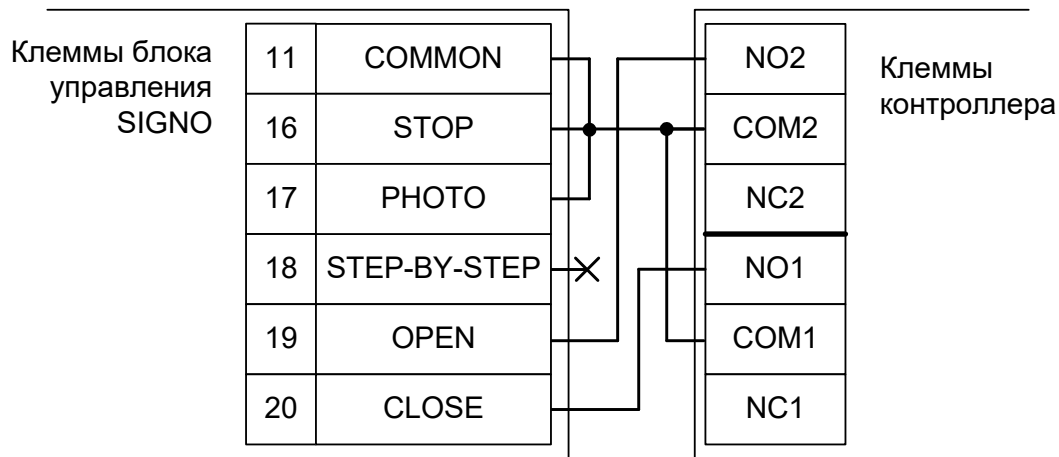 Клеммы блока
управления
SIGNO
11 COMMON
16 STOP
17 PHOTO
18 STEP-BY-STEP
19 OPEN
20 CLOSE
NO2
COM2
NC2
NO1
COM1
NC1
Клеммы
контроллера